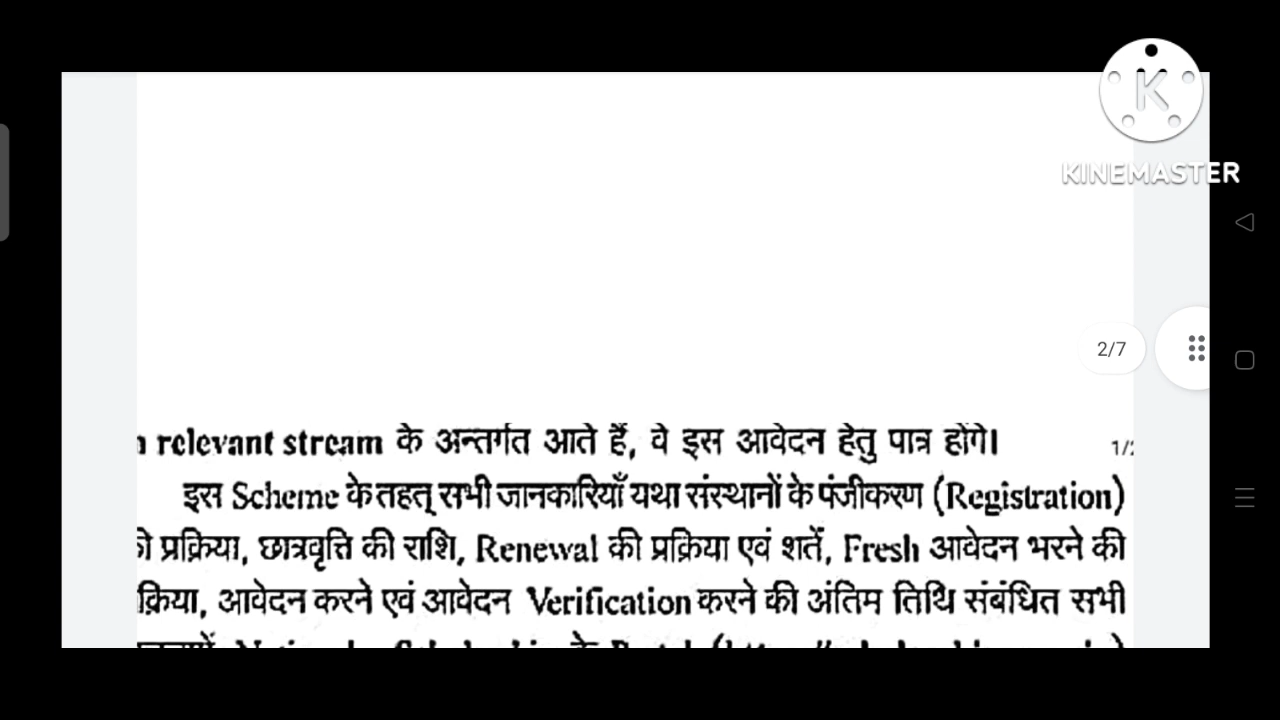 KINEMASTER
2/7
relevant stream के अन्तर्गत आते हैं, वे इस आवेदन हेतु पात्र होंगे।
इस Scheme के तहत् सभी जानकारियाँ यथा संस्थानों के पंजीकरण (Registration)
प्रक्रिया, छात्रवृत्ति की राशि, Renewal की प्रक्रिया एवं शर्तें, Fresh आवेदन भरने की
क्रिया, आवेदन करने एवं आवेदन Verification करने की अंतिम तिथि संबंधित सभी